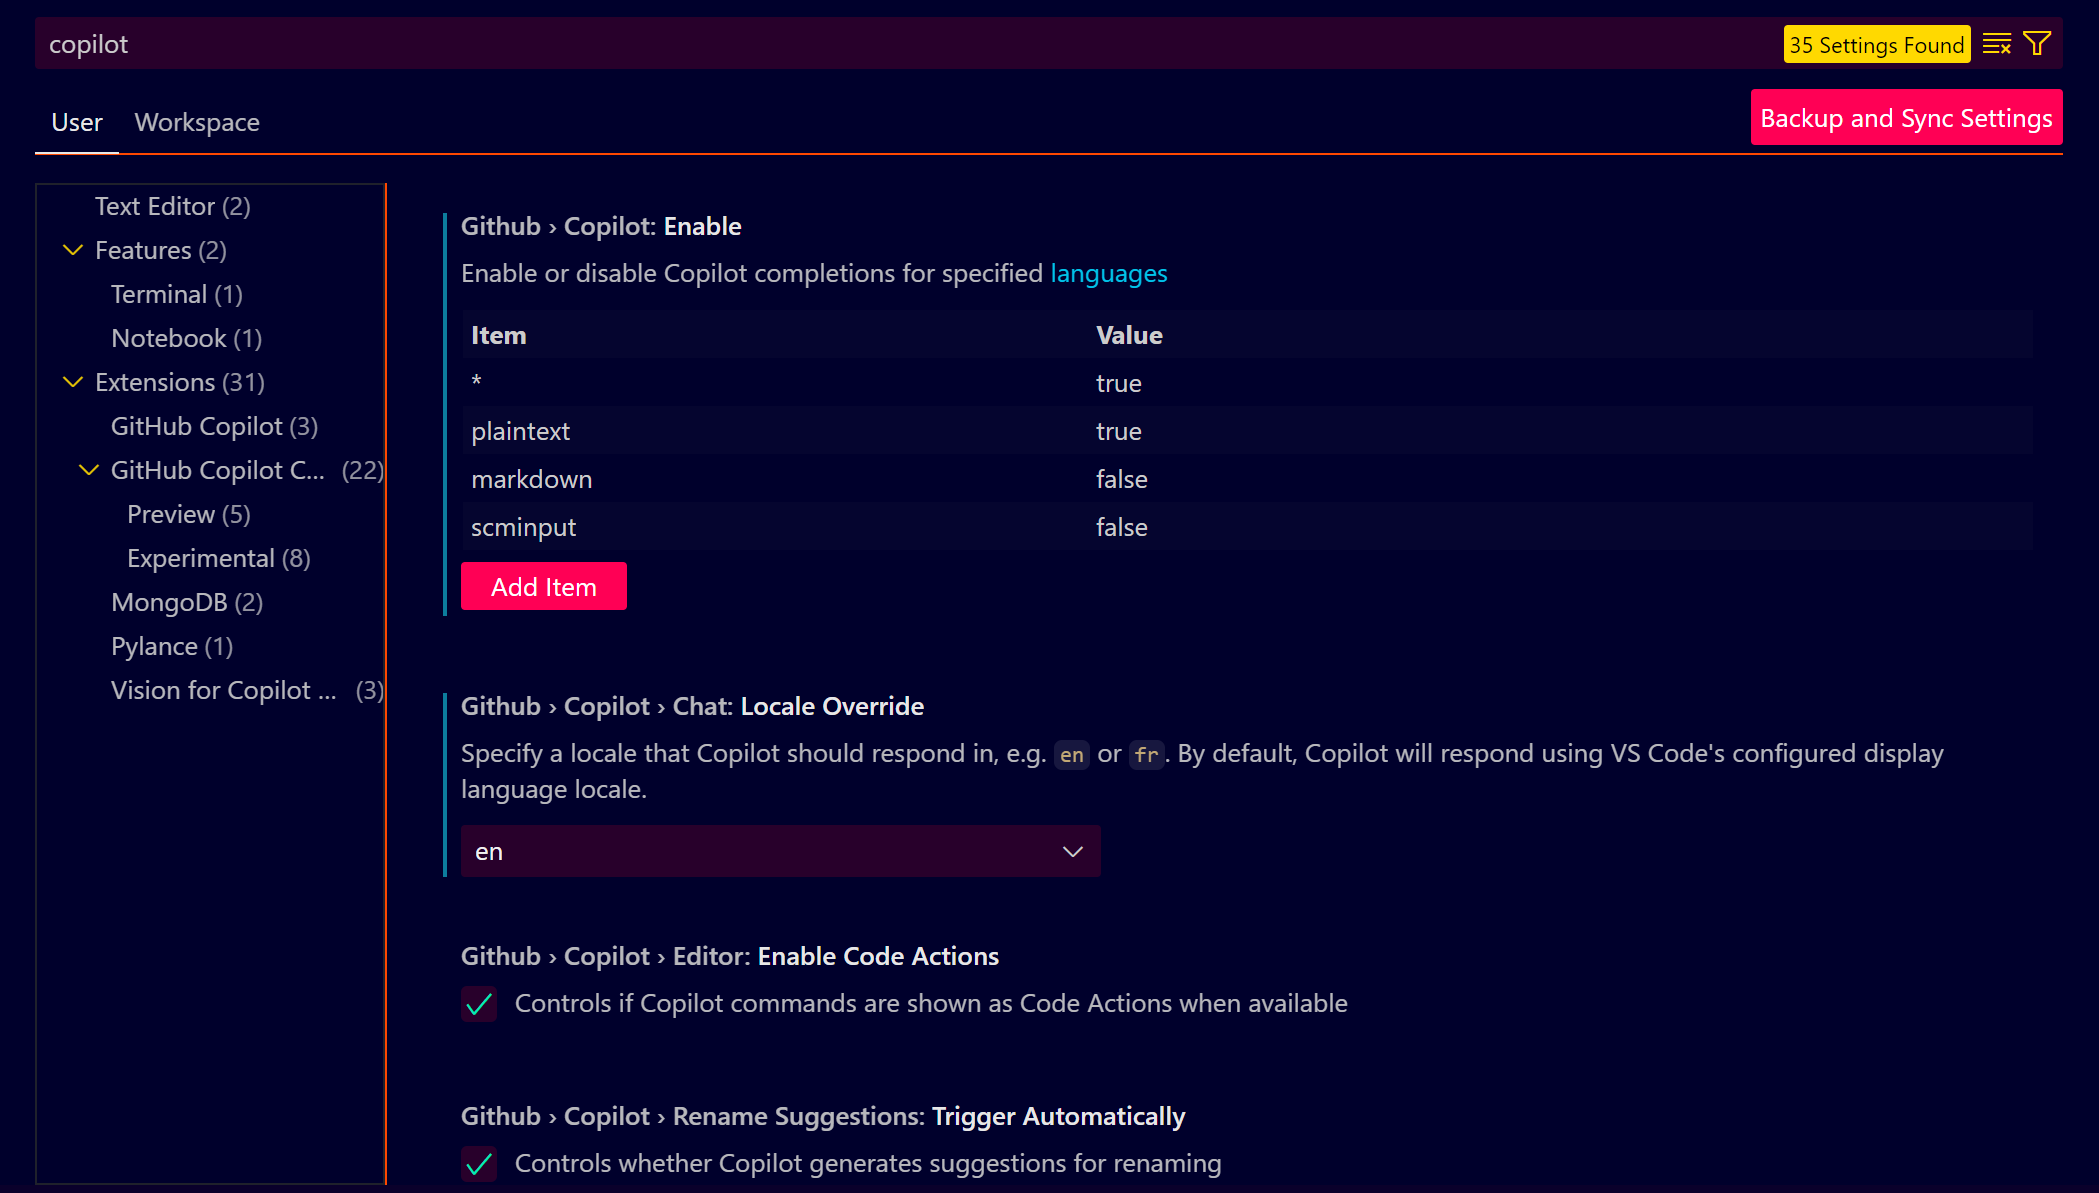 copilot
35 Settings Found
User
Workspace
Backup and Sync Settings
Text Editor (2)
Features (2)
Terminal (1)
Notebook (1)
Extensions (31)
GitHub Copilot (3)
GitHub Copilot C... (22)
Preview (5)
Experimental (8)
MongoDB (2)
Pylance (1)
Vision for Copilot ... (3)
Github › Copilot: Enable
Enable or disable Copilot completions for specified languages
Item Value
* true
plaintext true
markdown false
scminput false
Add Item
Github › Copilot › Chat: Locale Override
Specify a locale that Copilot should respond in, e.g. en or fr. By default, Copilot will respond using VS Code's configured display
language locale.
en
Github › Copilot › Editor: Enable Code Actions
Controls if Copilot commands are shown as Code Actions when available
Github › Copilot › Rename Suggestions: Trigger Automatically
Controls whether Copilot generates suggestions for renaming